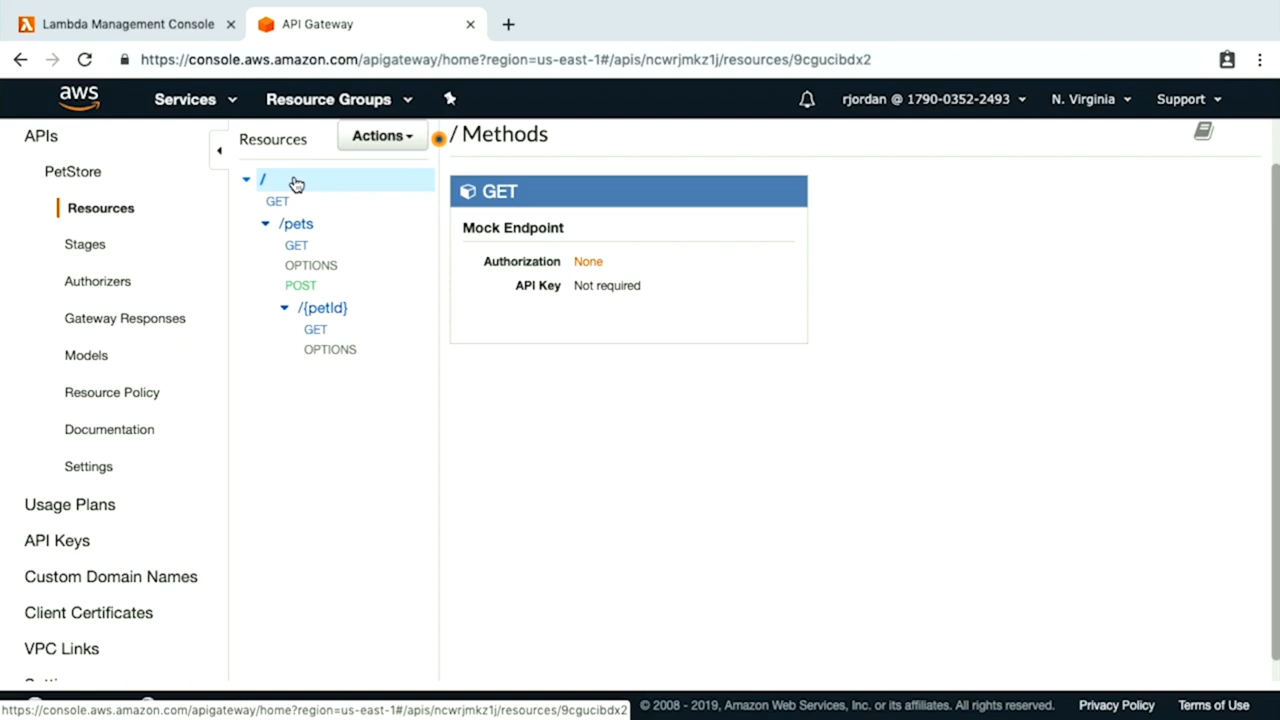 Lambda Management Console
API Gateway
https://console.aws.amazon.com/apigateway/home?region=us-east-1#/apis/ncwrjmkz1j/resources/9cgucibdx2
aws
Services
Resource Groups
rjordan @ 1790-0352-2493
N. Virginia
Support
APIs
PetStore
Resources
Stages
Authorizers
Gateway Responses
Models
Resource Policy
Documentation
Settings
Usage Plans
API Keys
Custom Domain Names
Client Certificates
VPC Links
Resources
Actions
/
GET
/pets
GET
OPTIONS
POST
/{petId}
GET
OPTIONS
/ Methods
GET
Mock Endpoint
Authorization None
API Key Not required
https://console.aws.amazon.com/apigateway/home?region=us-east-1#/apis/ncwrjmkz1j/resources/9cgucibdx2
© 2008 - 2019, Amazon Web Services, Inc. or its affiliates. All rights reserved.
Privacy Policy
Terms of Use